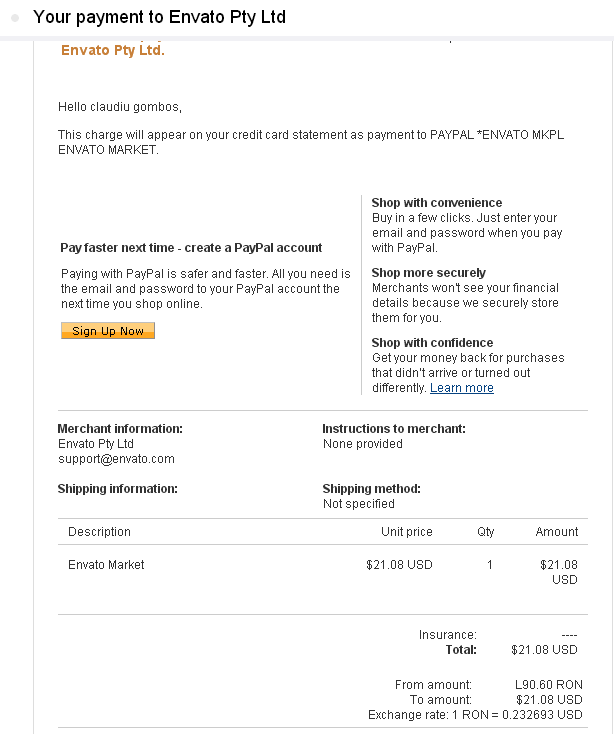 Your payment to Envato Pty Ltd
Envato Pty Ltd.
Hello claudiu gombos,
This charge will appear on your credit card statement as payment to PAYPAL *ENVATO MKPL
ENVATO MARKET.
Pay faster next time - create a PayPal account
Paying with PayPal is safer and faster. All you need is
the email and password to your PayPal account the
next time you shop online.
Sign Up Now
Shop with convenience
Buy in a few clicks. Just enter your
email and password when you pay
with PayPal.
Shop more securely
Merchants won't see your financial
details because we securely store
them for you.
Shop with confidence
Get your money back for purchases
that didn't arrive or turned out
differently. Learn more
Merchant information:
Envato Pty Ltd
support@envato.com
Instructions to merchant:
None provided
Shipping information:
Shipping method:
Not specified
Description Unit price Qty Amount
Envato Market $21.08 USD 1 $21.08
USD
Insurance: ----
Total: $21.08 USD
From amount: L90.60 RON
To amount: $21.08 USD
Exchange rate: 1 RON = 0.232693 USD